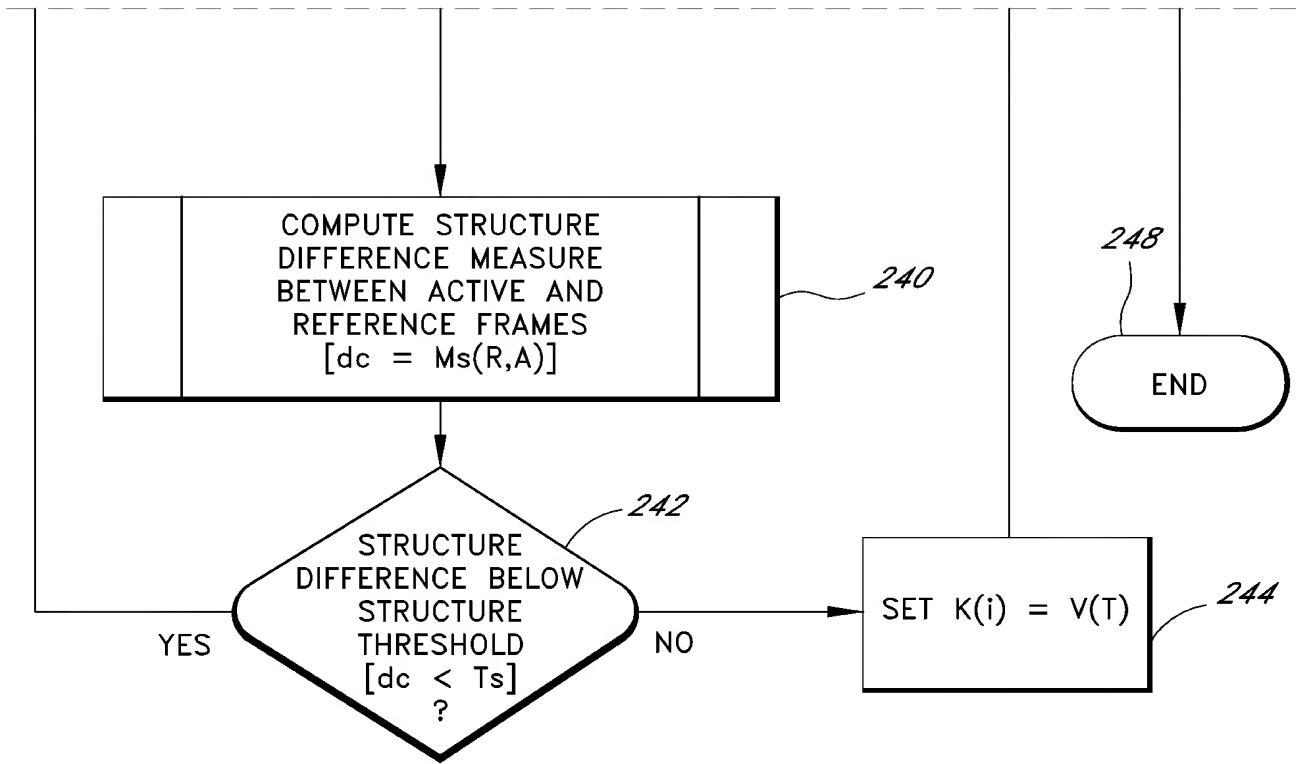 COMPUTE STRUCTURE
DIFFERENCE MEASURE
BETWEEN ACTIVE AND
REFERENCE FRAMES
[dc = Ms(R,A)]
240
248
END
242
STRUCTURE
DIFFERENCE BELOW
STRUCTURE
THRESHOLD
[dc < Ts]
?
YES
NO
SET K(i) = V(T)
244